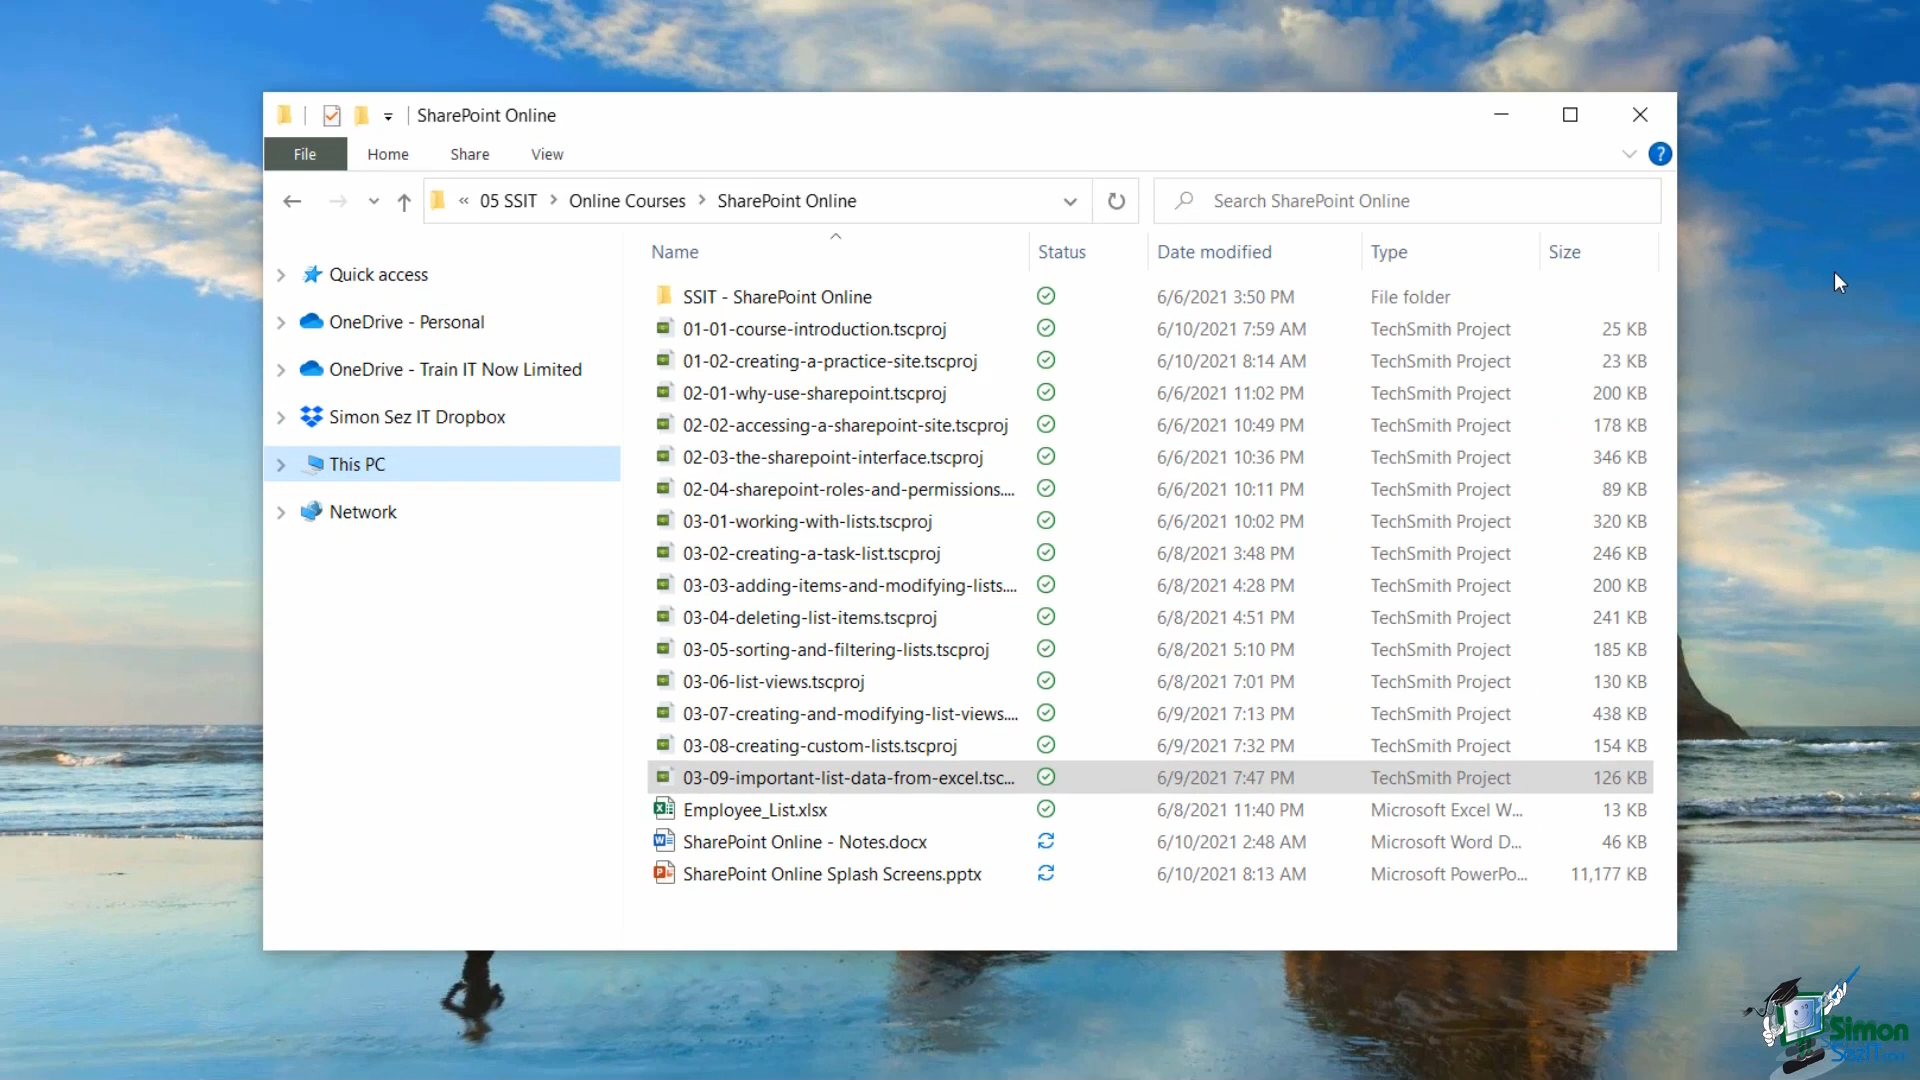 SharePoint Online
File Home Share View ?
« 05 SSIT > Online Courses > SharePoint Online
Search SharePoint Online
Quick access
OneDrive - Personal
OneDrive - Train IT Now Limited
Simon Sez IT Dropbox
This PC
Network
Name Status Date modified Type Size
SSIT - SharePoint Online 6/6/2021 3:50 PM File folder
01-01-course-introduction.tscproj 6/10/2021 7:59 AM TechSmith Project 25 KB
01-02-creating-a-practice-site.tscproj 6/10/2021 8:14 AM TechSmith Project 23 KB
02-01-why-use-sharepoint.tscproj 6/6/2021 11:02 PM TechSmith Project 200 KB
02-02-accessing-a-sharepoint-site.tscproj 6/6/2021 10:49 PM TechSmith Project 178 KB
02-03-the-sharepoint-interface.tscproj 6/6/2021 10:36 PM TechSmith Project 346 KB
02-04-sharepoint-roles-and-permissions.... 6/6/2021 10:11 PM TechSmith Project 89 KB
03-01-working-with-lists.tscproj 6/6/2021 10:02 PM TechSmith Project 320 KB
03-02-creating-a-task-list.tscproj 6/8/2021 3:48 PM TechSmith Project 246 KB
03-03-adding-items-and-modifying-lists.... 6/8/2021 4:28 PM TechSmith Project 200 KB
03-04-deleting-list-items.tscproj 6/8/2021 4:51 PM TechSmith Project 241 KB
03-05-sorting-and-filtering-lists.tscproj 6/8/2021 5:10 PM TechSmith Project 185 KB
03-06-list-views.tscproj 6/8/2021 7:01 PM TechSmith Project 130 KB
03-07-creating-and-modifying-list-views.... 6/9/2021 7:13 PM TechSmith Project 438 KB
03-08-creating-custom-lists.tscproj 6/9/2021 7:32 PM TechSmith Project 154 KB
03-09-important-list-data-from-excel.tsc... 6/9/2021 7:47 PM TechSmith Project 126 KB
Employee_List.xlsx 6/8/2021 11:40 PM Microsoft Excel W... 13 KB
SharePoint Online - Notes.docx 6/10/2021 2:48 AM Microsoft Word D... 46 KB
SharePoint Online Splash Screens.pptx 6/10/2021 8:13 AM Microsoft PowerPo... 11,177 KB
Simon
SezIT.com